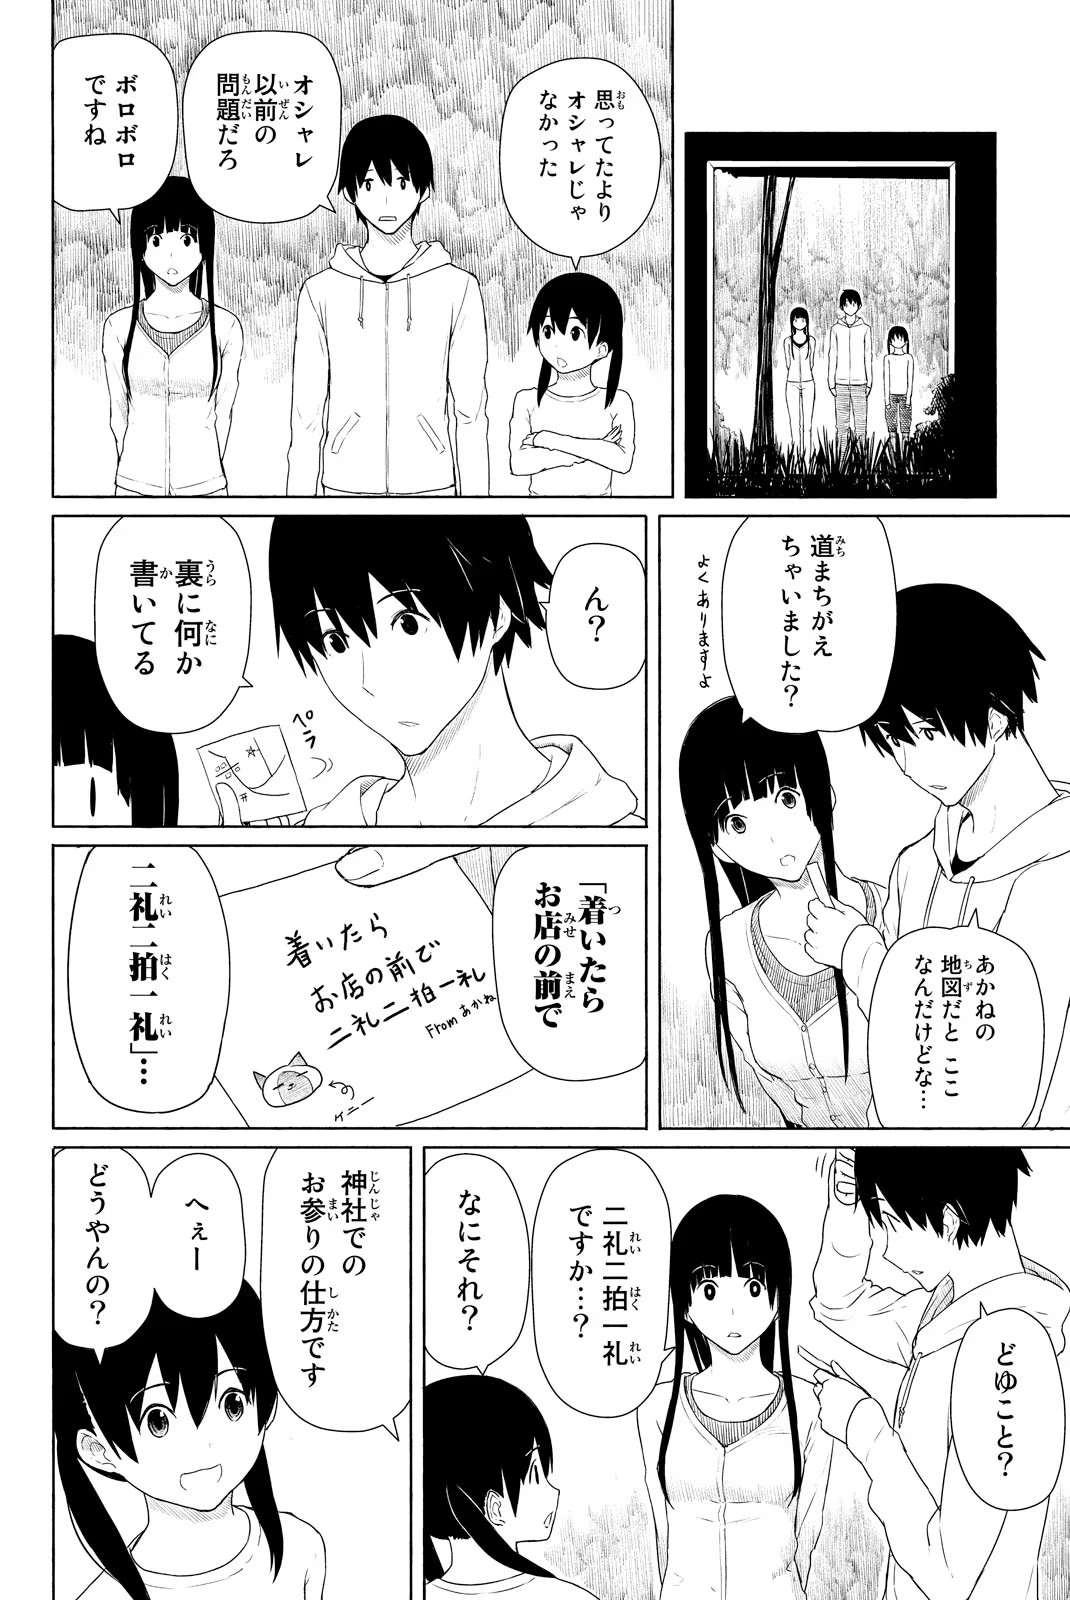 思ってたより
オシャレじゃ
なかった
オシャレ
以前の
問題だろ
ボロボロ
ですね
道まちがえ
ちゃいました?
よくありますよ
あかねの
地図だと ここ
なんだけどな…
ん?
ペラ
裏に何か
書いてる
「着いたら
お店の前で
着いたら
お店の前で
二礼二拍一礼
Fromあかね
ケニー
二礼二拍一礼」…
どゆこと?
二礼二拍一礼
ですか…?
なにそれ?
神社での
お参りの仕方です
へぇー
どうやんの?